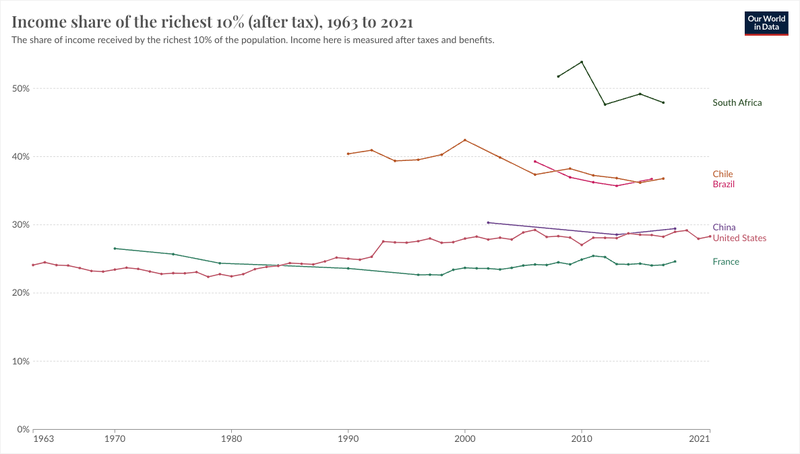 Income share of the richest 10% (after tax), 1963 to 2021
The share of income received by the richest 10% of the population. Income here is measured after taxes and benefits.
Our World
in Data
50%
40%
30%
20%
10%
0%
South Africa
Chile
Brazil
China
United States
France
1963
1970
1980
1990
2000
2010
2021